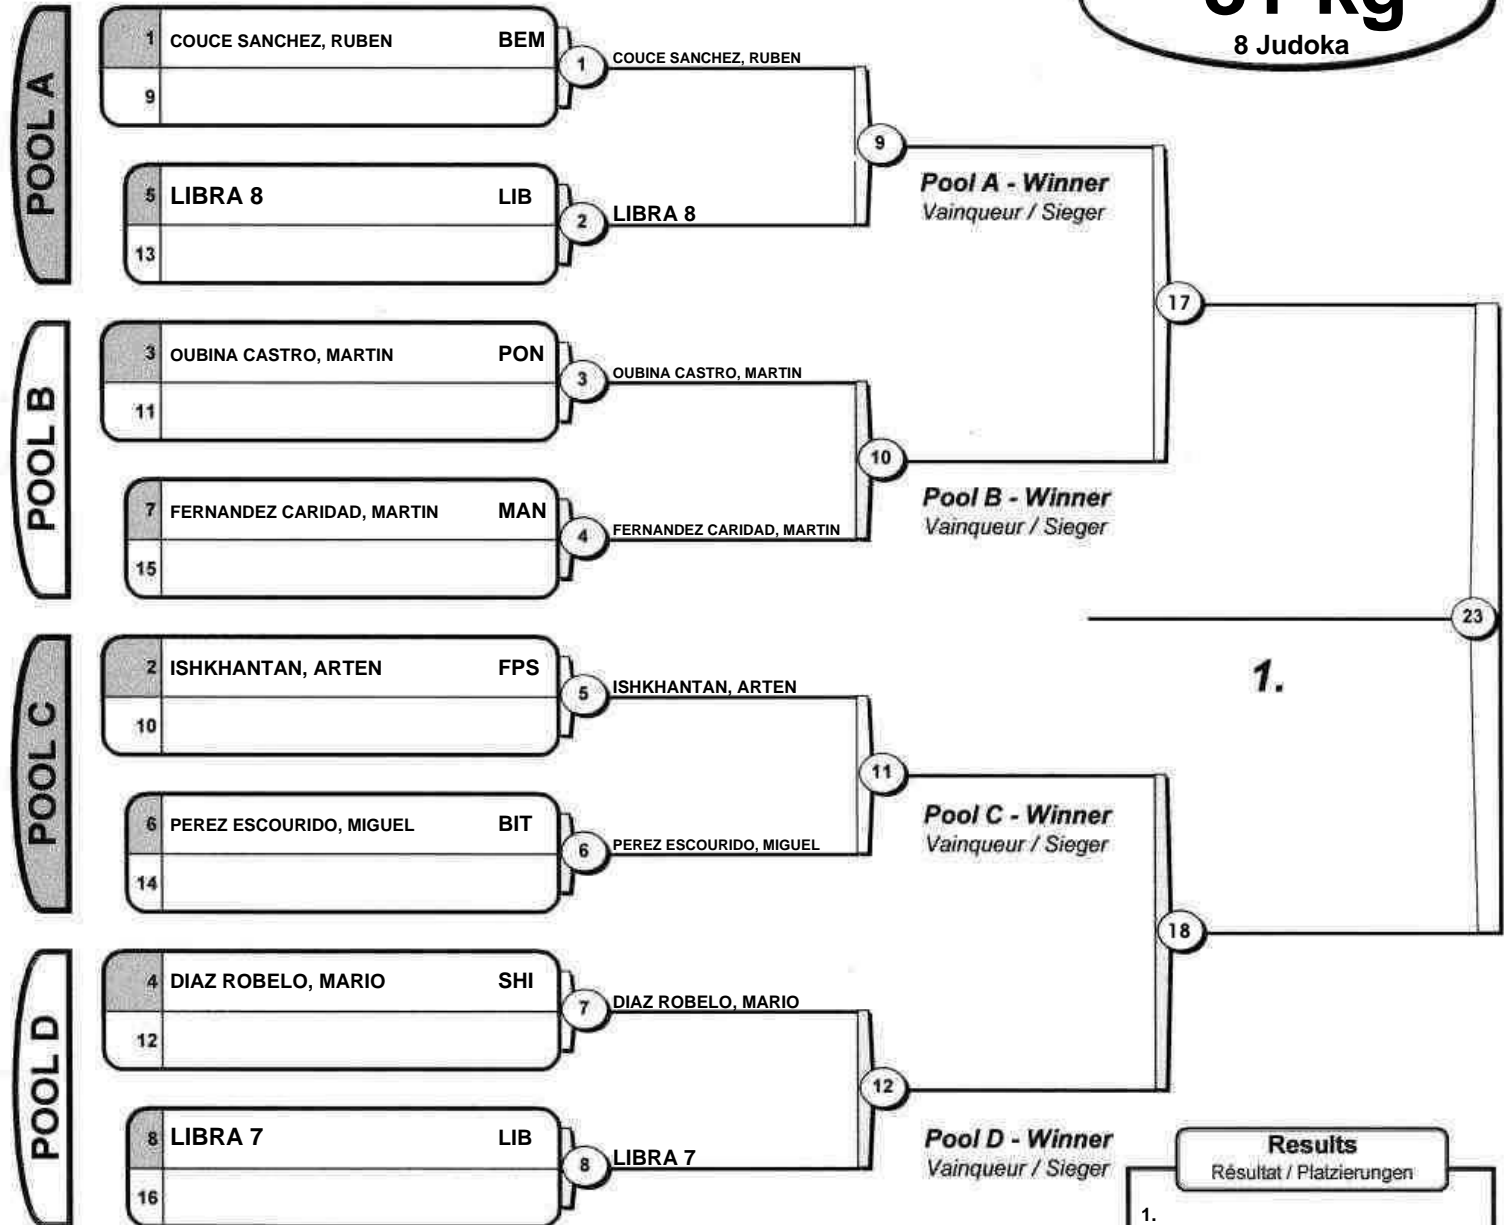 kg
8 Judoka
POOL A
1 COUCE SANCHEZ, RUBEN BEM
9
1
COUCE SANCHEZ, RUBEN
5 LIBRA 8 LIB
13
2
LIBRA 8
9
Pool A - Winner
Vainqueur / Sieger
POOL B
3 OUBINA CASTRO, MARTIN PON
11
3
OUBINA CASTRO, MARTIN
7 FERNANDEZ CARIDAD, MARTIN MAN
15
4
FERNANDEZ CARIDAD, MARTIN
10
Pool B - Winner
Vainqueur / Sieger
17
POOL C
2 ISHKHANTAN, ARTEN FPS
10
5
ISHKHANTAN, ARTEN
6 PEREZ ESCOURIDO, MIGUEL BIT
14
6
PEREZ ESCOURIDO, MIGUEL
11
Pool C - Winner
Vainqueur / Sieger
POOL D
4 DIAZ ROBELO, MARIO SHI
12
7
DIAZ ROBELO, MARIO
8 LIBRA 7 LIB
16
8
LIBRA 7
12
Pool D - Winner
Vainqueur / Sieger
18
23
1.
Results
Résultat / Platzierungen
1.